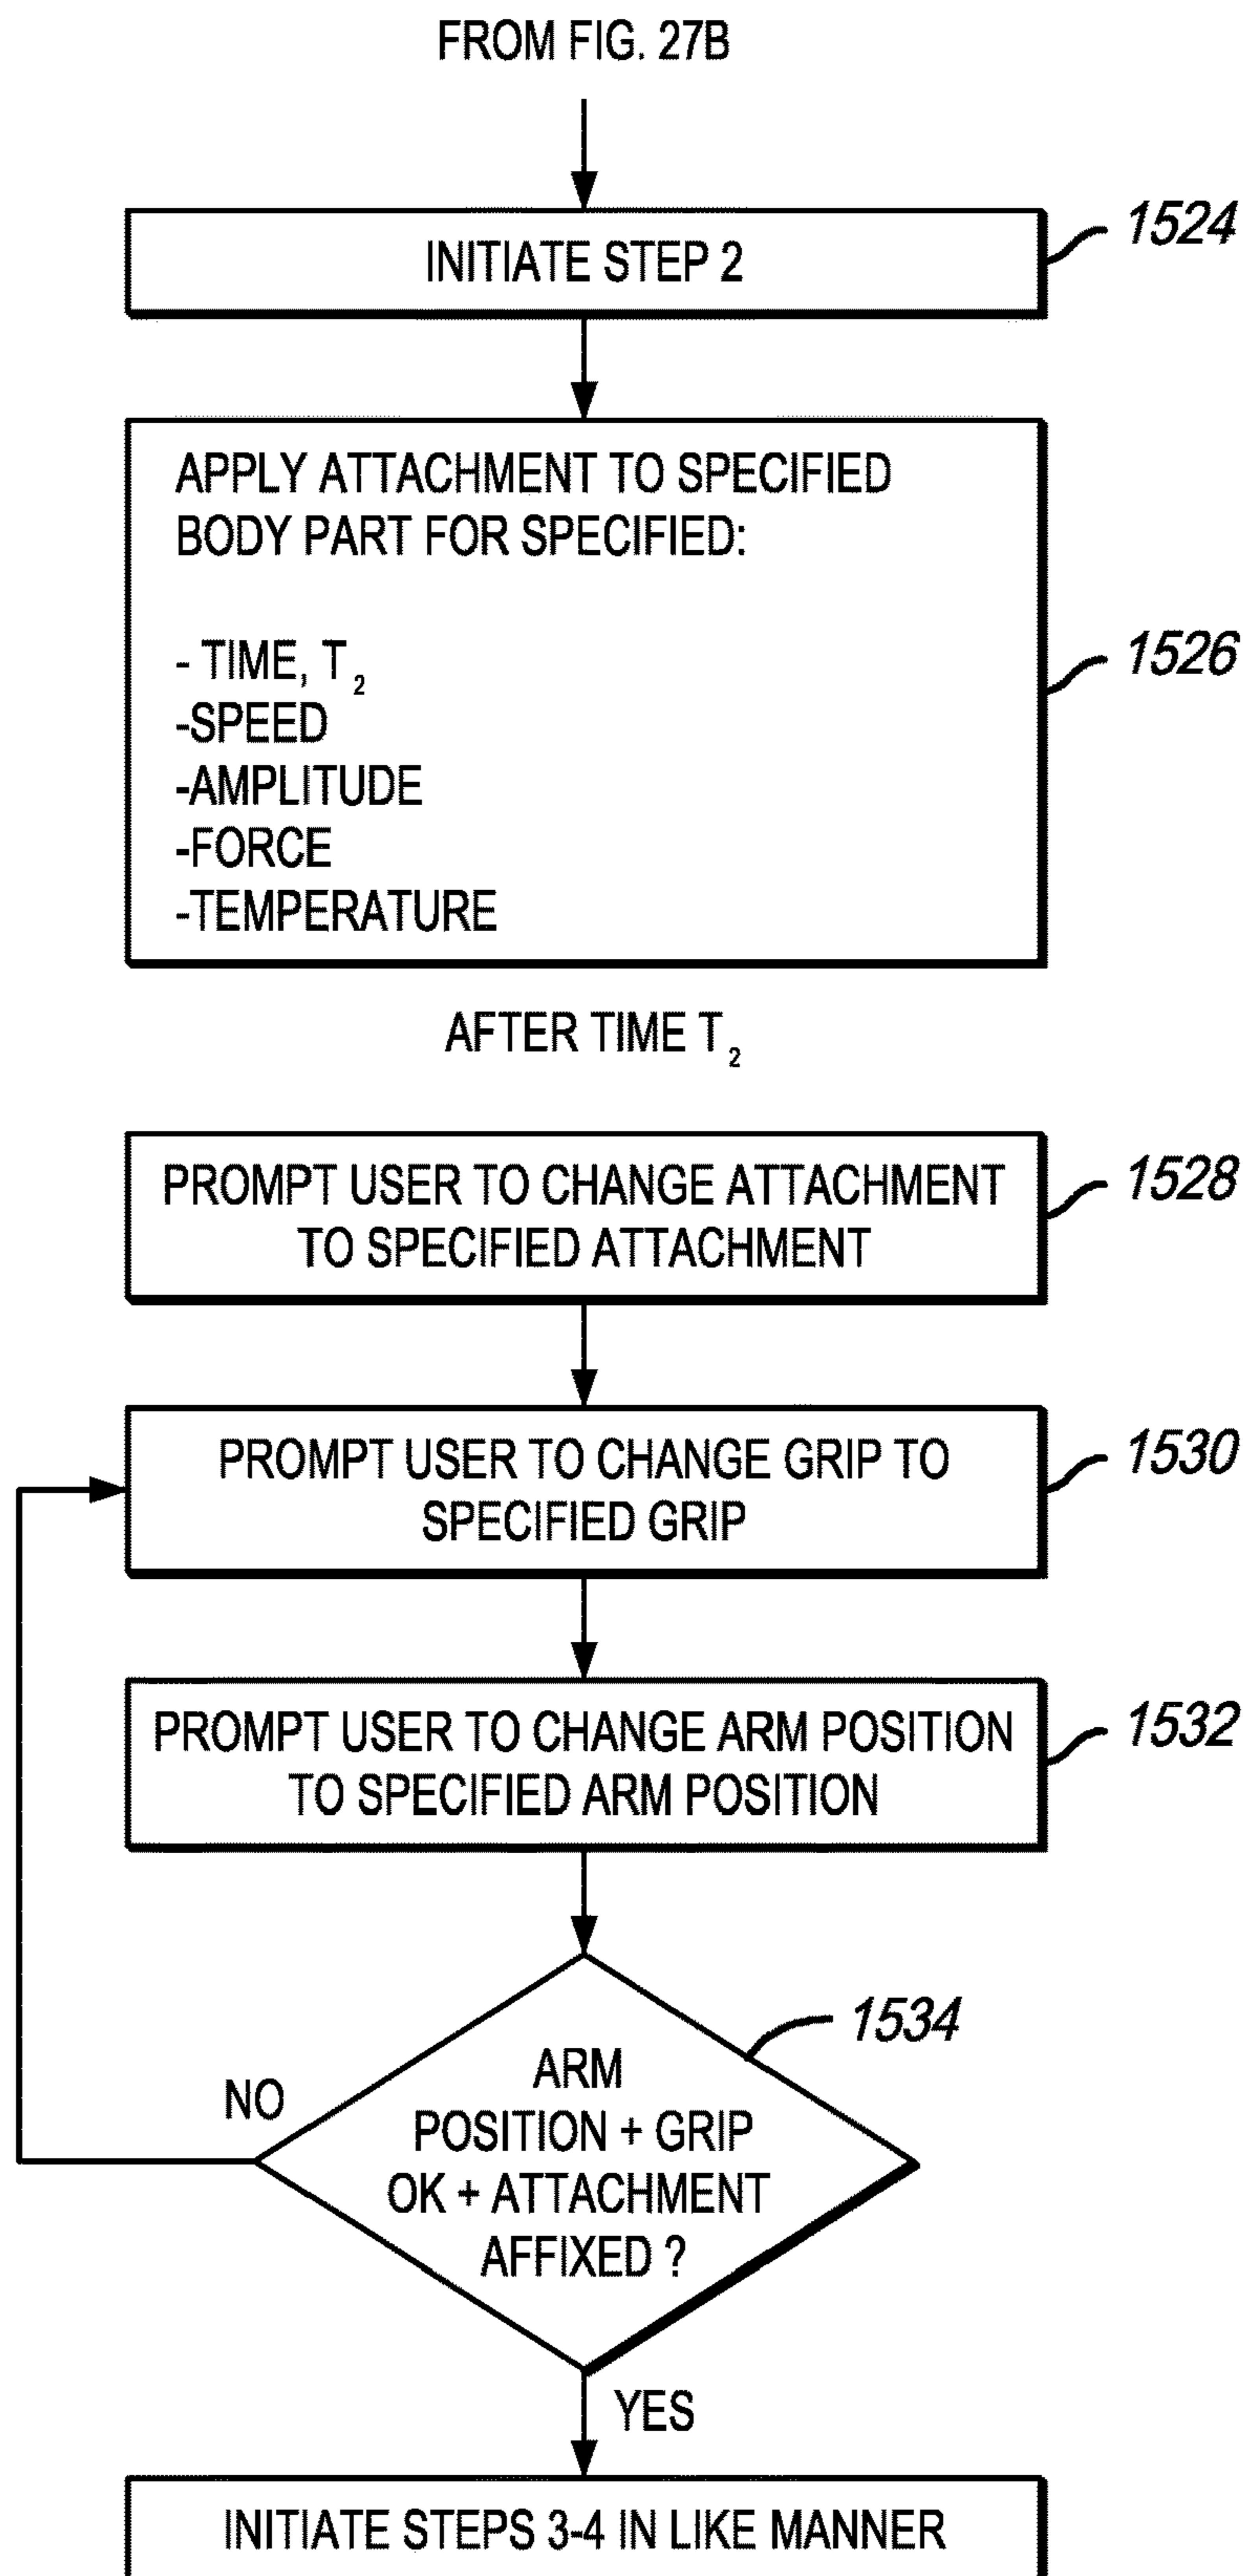 FROM FIG. 27B
INITIATE STEP 2
1524
APPLY ATTACHMENT TO SPECIFIED
BODY PART FOR SPECIFIED:
- TIME, T₂
-SPEED
-AMPLITUDE
-FORCE
-TEMPERATURE
1526
AFTER TIME T₂
PROMPT USER TO CHANGE ATTACHMENT
TO SPECIFIED ATTACHMENT
1528
PROMPT USER TO CHANGE GRIP TO
SPECIFIED GRIP
1530
PROMPT USER TO CHANGE ARM POSITION
TO SPECIFIED ARM POSITION
1532
1534
NO
ARM
POSITION + GRIP
OK + ATTACHMENT
AFFIXED ?
YES
INITIATE STEPS 3-4 IN LIKE MANNER